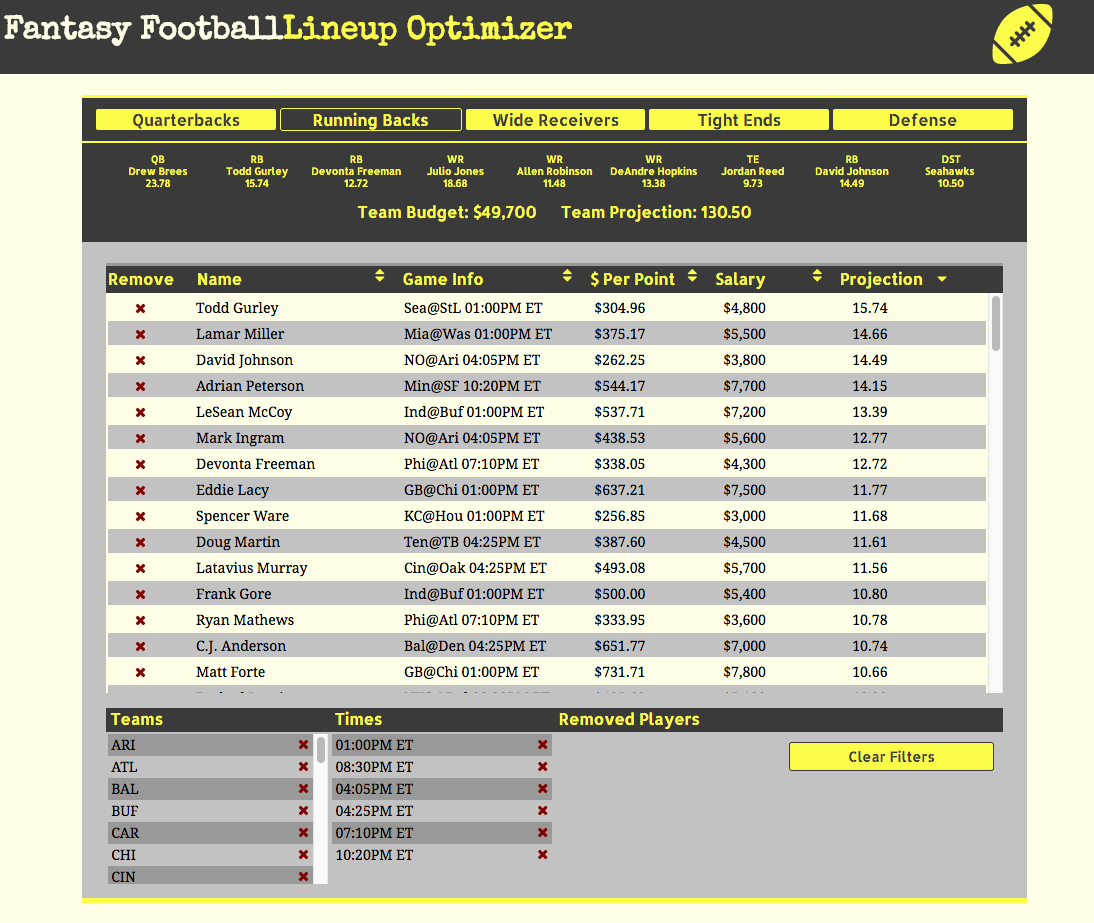 Fantasy FootballLineup Optimizer
Quarterbacks Running Backs Wide Receivers Tight Ends Defense
QB RB RB WR WR WR TE RB DST
Drew Brees Todd Gurley Devonta Freeman Julio Jones Allen Robinson DeAndre Hopkins Jordan Reed David Johnson Seahawks
23.78 15.74 12.72 18.68 11.48 13.38 9.73 14.49 10.50
Team Budget: $49,700 Team Projection: 130.50
Remove Name Game Info $ Per Point Salary Projection
Todd Gurley Sea@StL 01:00PM ET $304.96 $4,800 15.74
Lamar Miller Mia@Was 01:00PM ET $375.17 $5,500 14.66
David Johnson NO@Ari 04:05PM ET $262.25 $3,800 14.49
Adrian Peterson Min@SF 10:20PM ET $544.17 $7,700 14.15
LeSean McCoy Ind@Buf 01:00PM ET $537.71 $7,200 13.39
Mark Ingram NO@Ari 04:05PM ET $438.53 $5,600 12.77
Devonta Freeman Phi@Atl 07:10PM ET $338.05 $4,300 12.72
Eddie Lacy GB@Chi 01:00PM ET $637.21 $7,500 11.77
Spencer Ware KC@Hou 01:00PM ET $256.85 $3,000 11.68
Doug Martin Ten@TB 04:25PM ET $387.60 $4,500 11.61
Latavius Murray Cin@Oak 04:25PM ET $493.08 $5,700 11.56
Frank Gore Ind@Buf 01:00PM ET $500.00 $5,400 10.80
Ryan Mathews Phi@Atl 07:10PM ET $333.95 $3,600 10.78
C.J. Anderson Bal@Den 04:25PM ET $651.77 $7,000 10.74
Matt Forte GB@Chi 01:00PM ET $731.71 $7,800 10.66
Teams Times Removed Players
ARI 01:00PM ET
Clear Filters
ATL 08:30PM ET
BAL 04:05PM ET
BUF 04:25PM ET
CAR 07:10PM ET
CHI 10:20PM ET
CIN